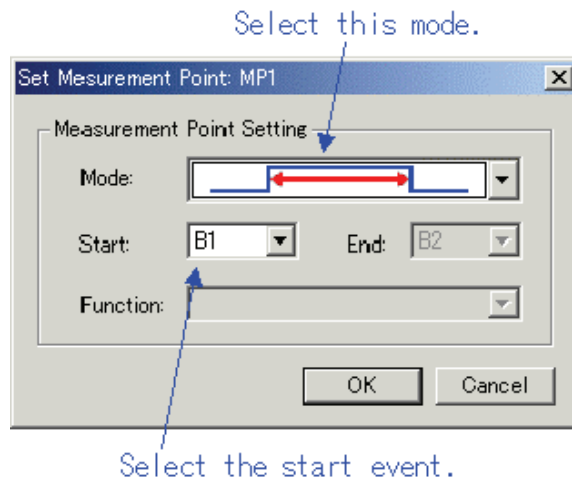 Select this mode.
Set Mesurement Point: MP1
Measurement Point Setting
Mode:
Start: B1 End: B2
Function:
OK Cancel
Select the start event.